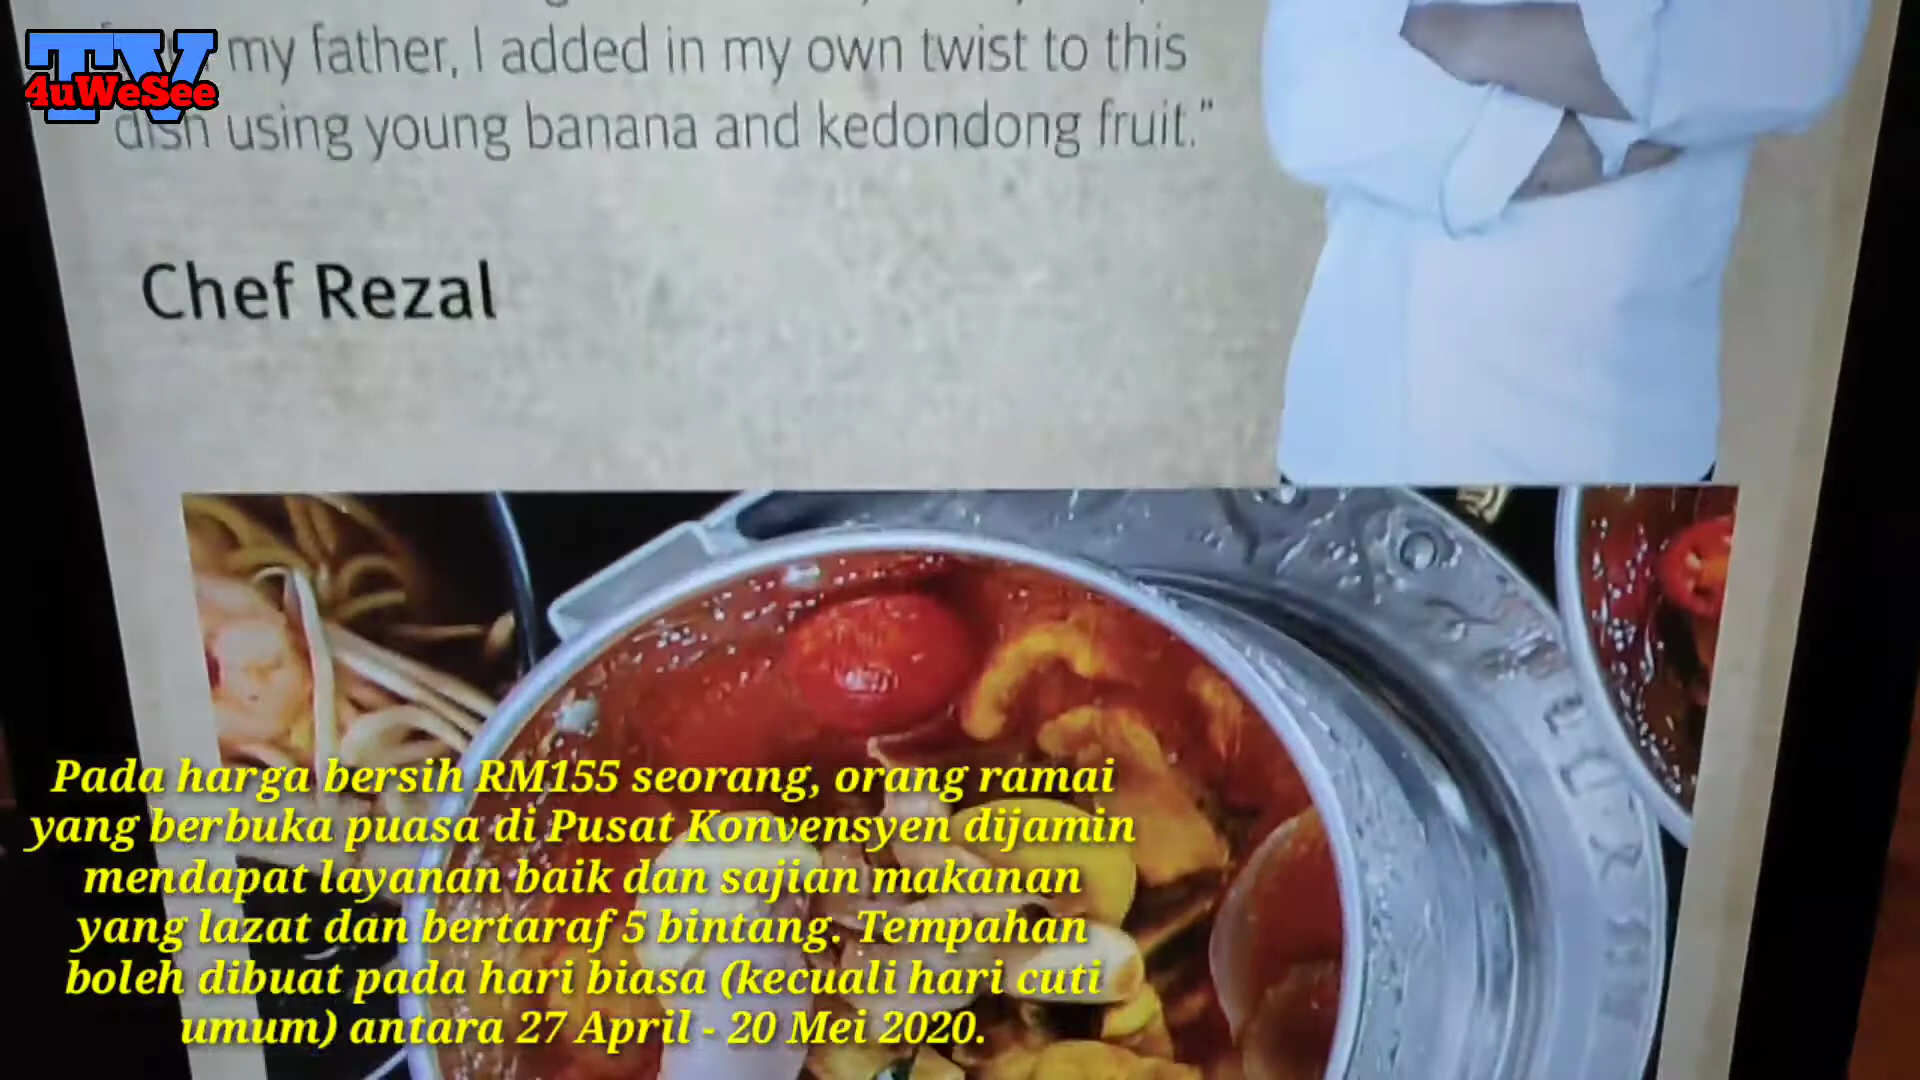 TV
4uWeSee
my father, I added in my own twist to this
dish using young banana and kedondong fruit."
Chef Rezal
Pada harga bersih RM155 seorang, orang ramai
yang berbuka puasa di Pusat Konvensyen dijamin
mendapat layanan baik dan sajian makanan
yang lazat dan bertaraf 5 bintang. Tempahan
boleh dibuat pada hari biasa (kecuali hari cuti
umum) antara 27 April - 20 Mei 2020.